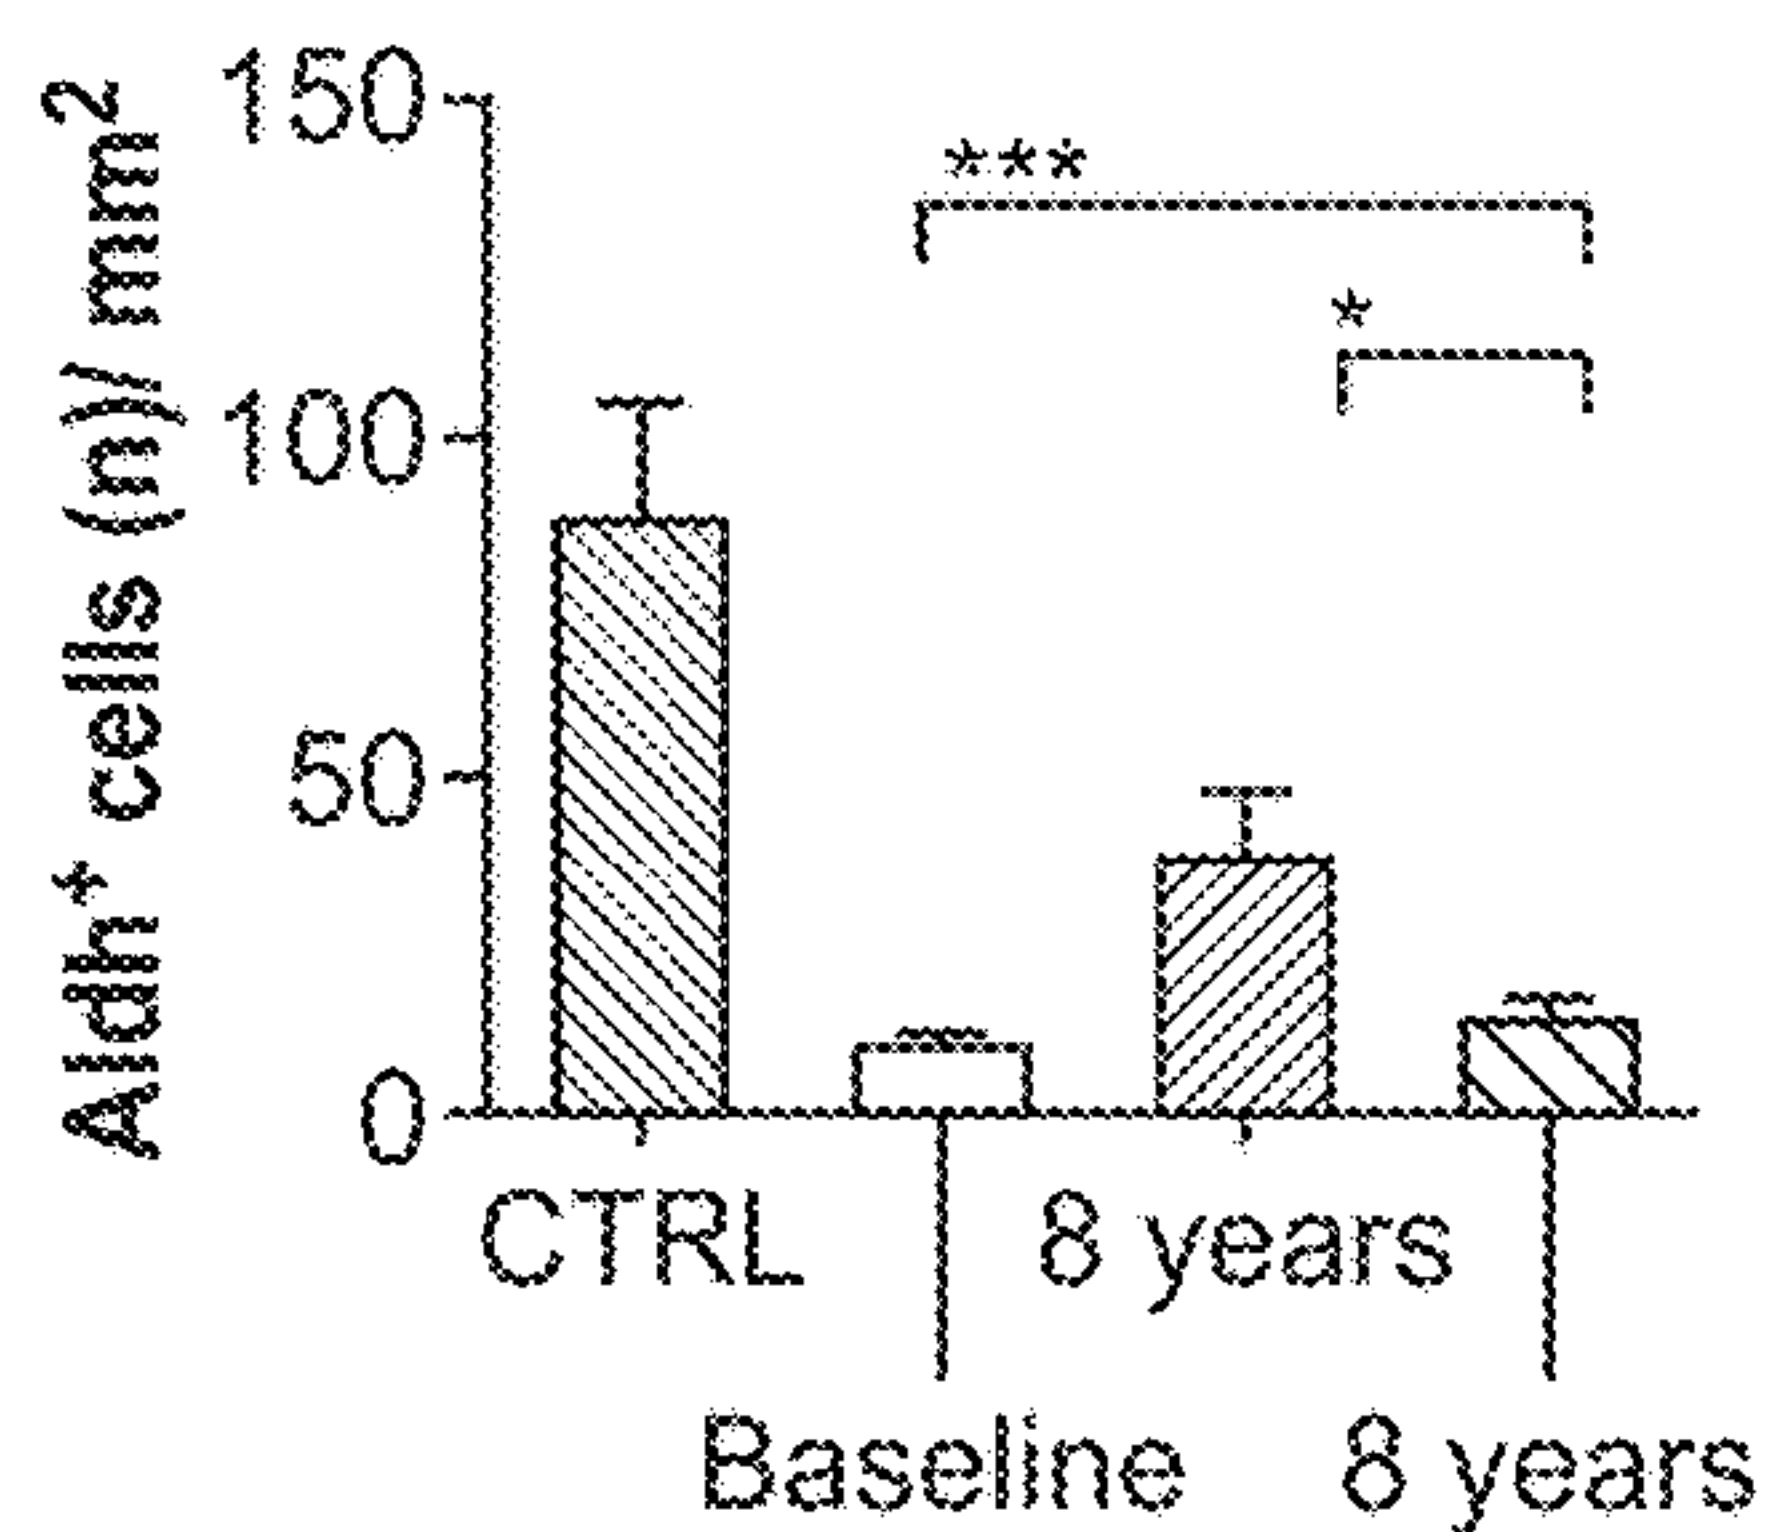 Aldh⁺ cells (n)/ mm²
150
100
50
0
***
*
CTRL
8 years
Baseline
8 years